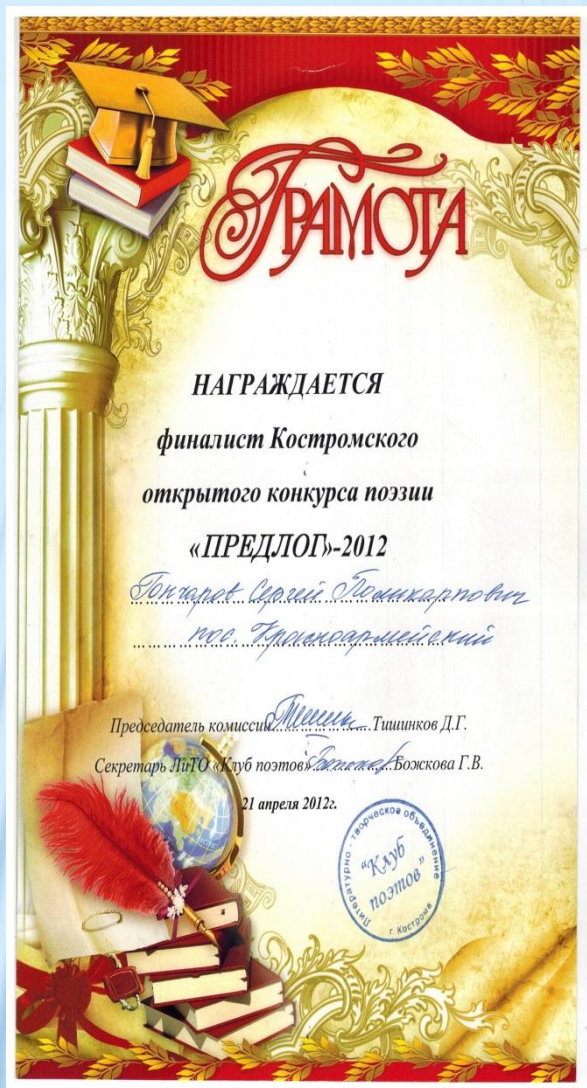 ГРАМОТА
НАГРАЖДАЕТСЯ
финалист Костромского
открытого конкурса поэзии
«ПРЕДЛОГ»-2012
Гончаров Сергей Поликарпович
пос. Красноармейский
Председатель комиссии Тишинков Д.Г.
Секретарь ЛиТО «Клуб поэтов» Божкова Г.В.
21 апреля 2012г.
Литературно - творческое объединение
"Клуб
поэтов"
г. Кострома